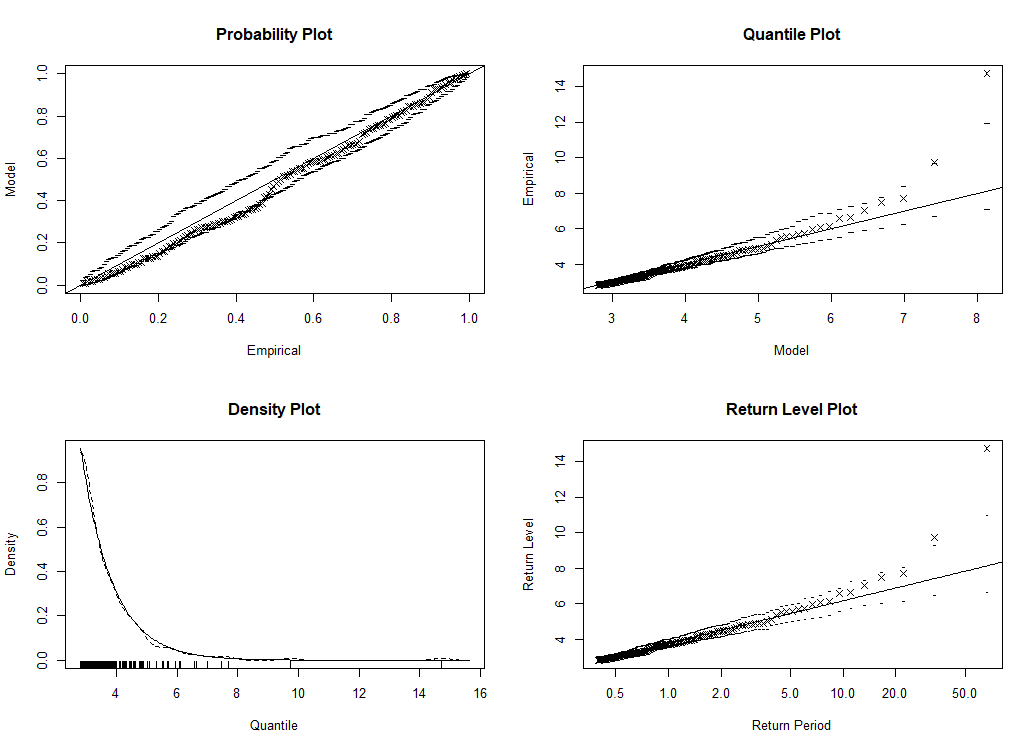 Probability Plot
Model
0.0 0.2 0.4 0.6 0.8 1.0
0.0 0.2 0.4 0.6 0.8 1.0
Empirical
Quantile Plot
Empirical
4 6 8 10 12 14
3 4 5 6 7 8
Model
Density Plot
Density
0.0 0.2 0.4 0.6 0.8
4 6 8 10 12 14 16
Quantile
Return Level Plot
Return Level
4 6 8 10 12 14
0.5 1.0 2.0 5.0 10.0 20.0 50.0
Return Period